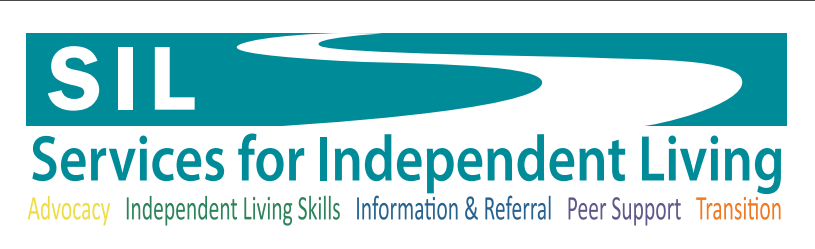 SIL
Services for Independent Living
Advocacy Independent Living Skills Information & Referral Peer Support Transition